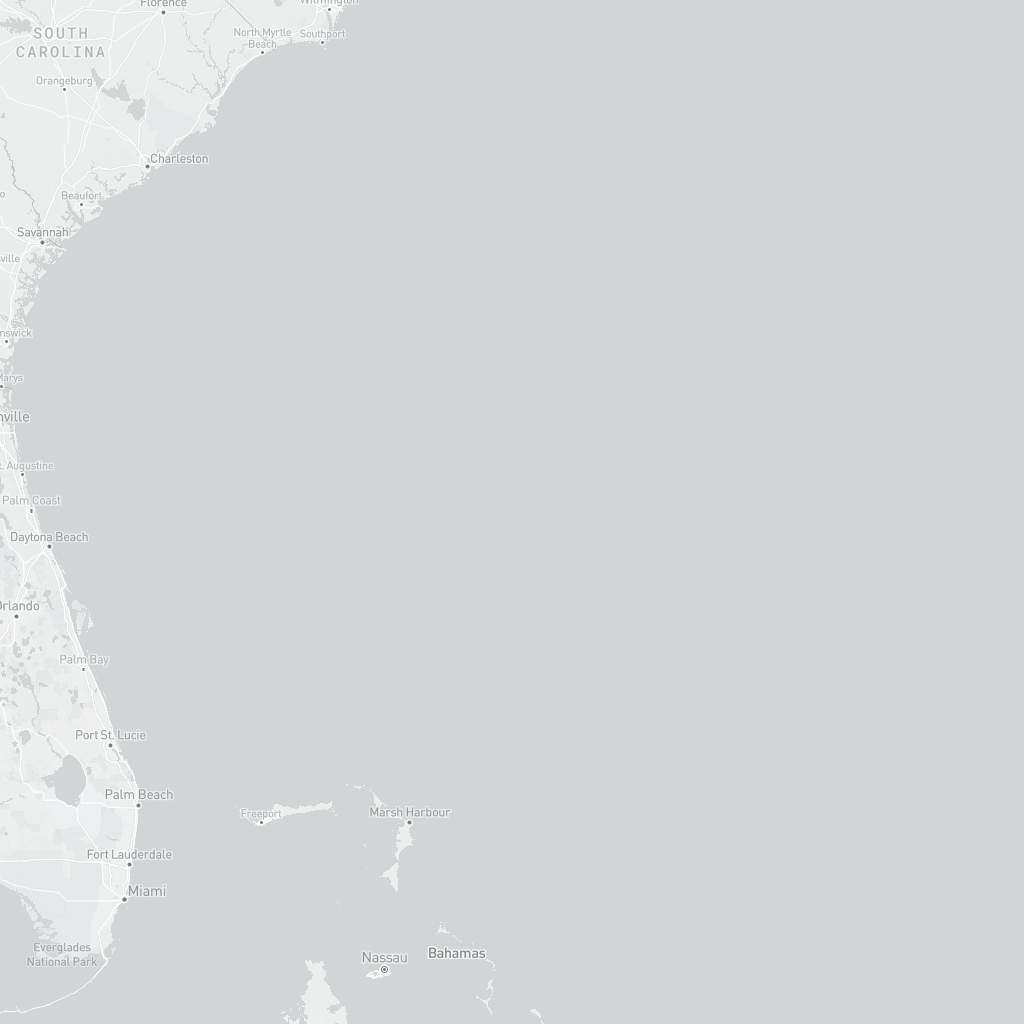 Wilmington
Florence
North Myrtle
Beach
Southport
SOUTH
CAROLINA
Orangeburg
Charleston
o
Beaufort
Savannah
ville
nswick
Marys
nville
t. Augustine
Palm Coast
Daytona Beach
Orlando
Palm Bay
Port St. Lucie
Palm Beach
Freeport
Marsh Harbour
Fort Lauderdale
Miami
Everglades
National Park
Nassau
Bahamas